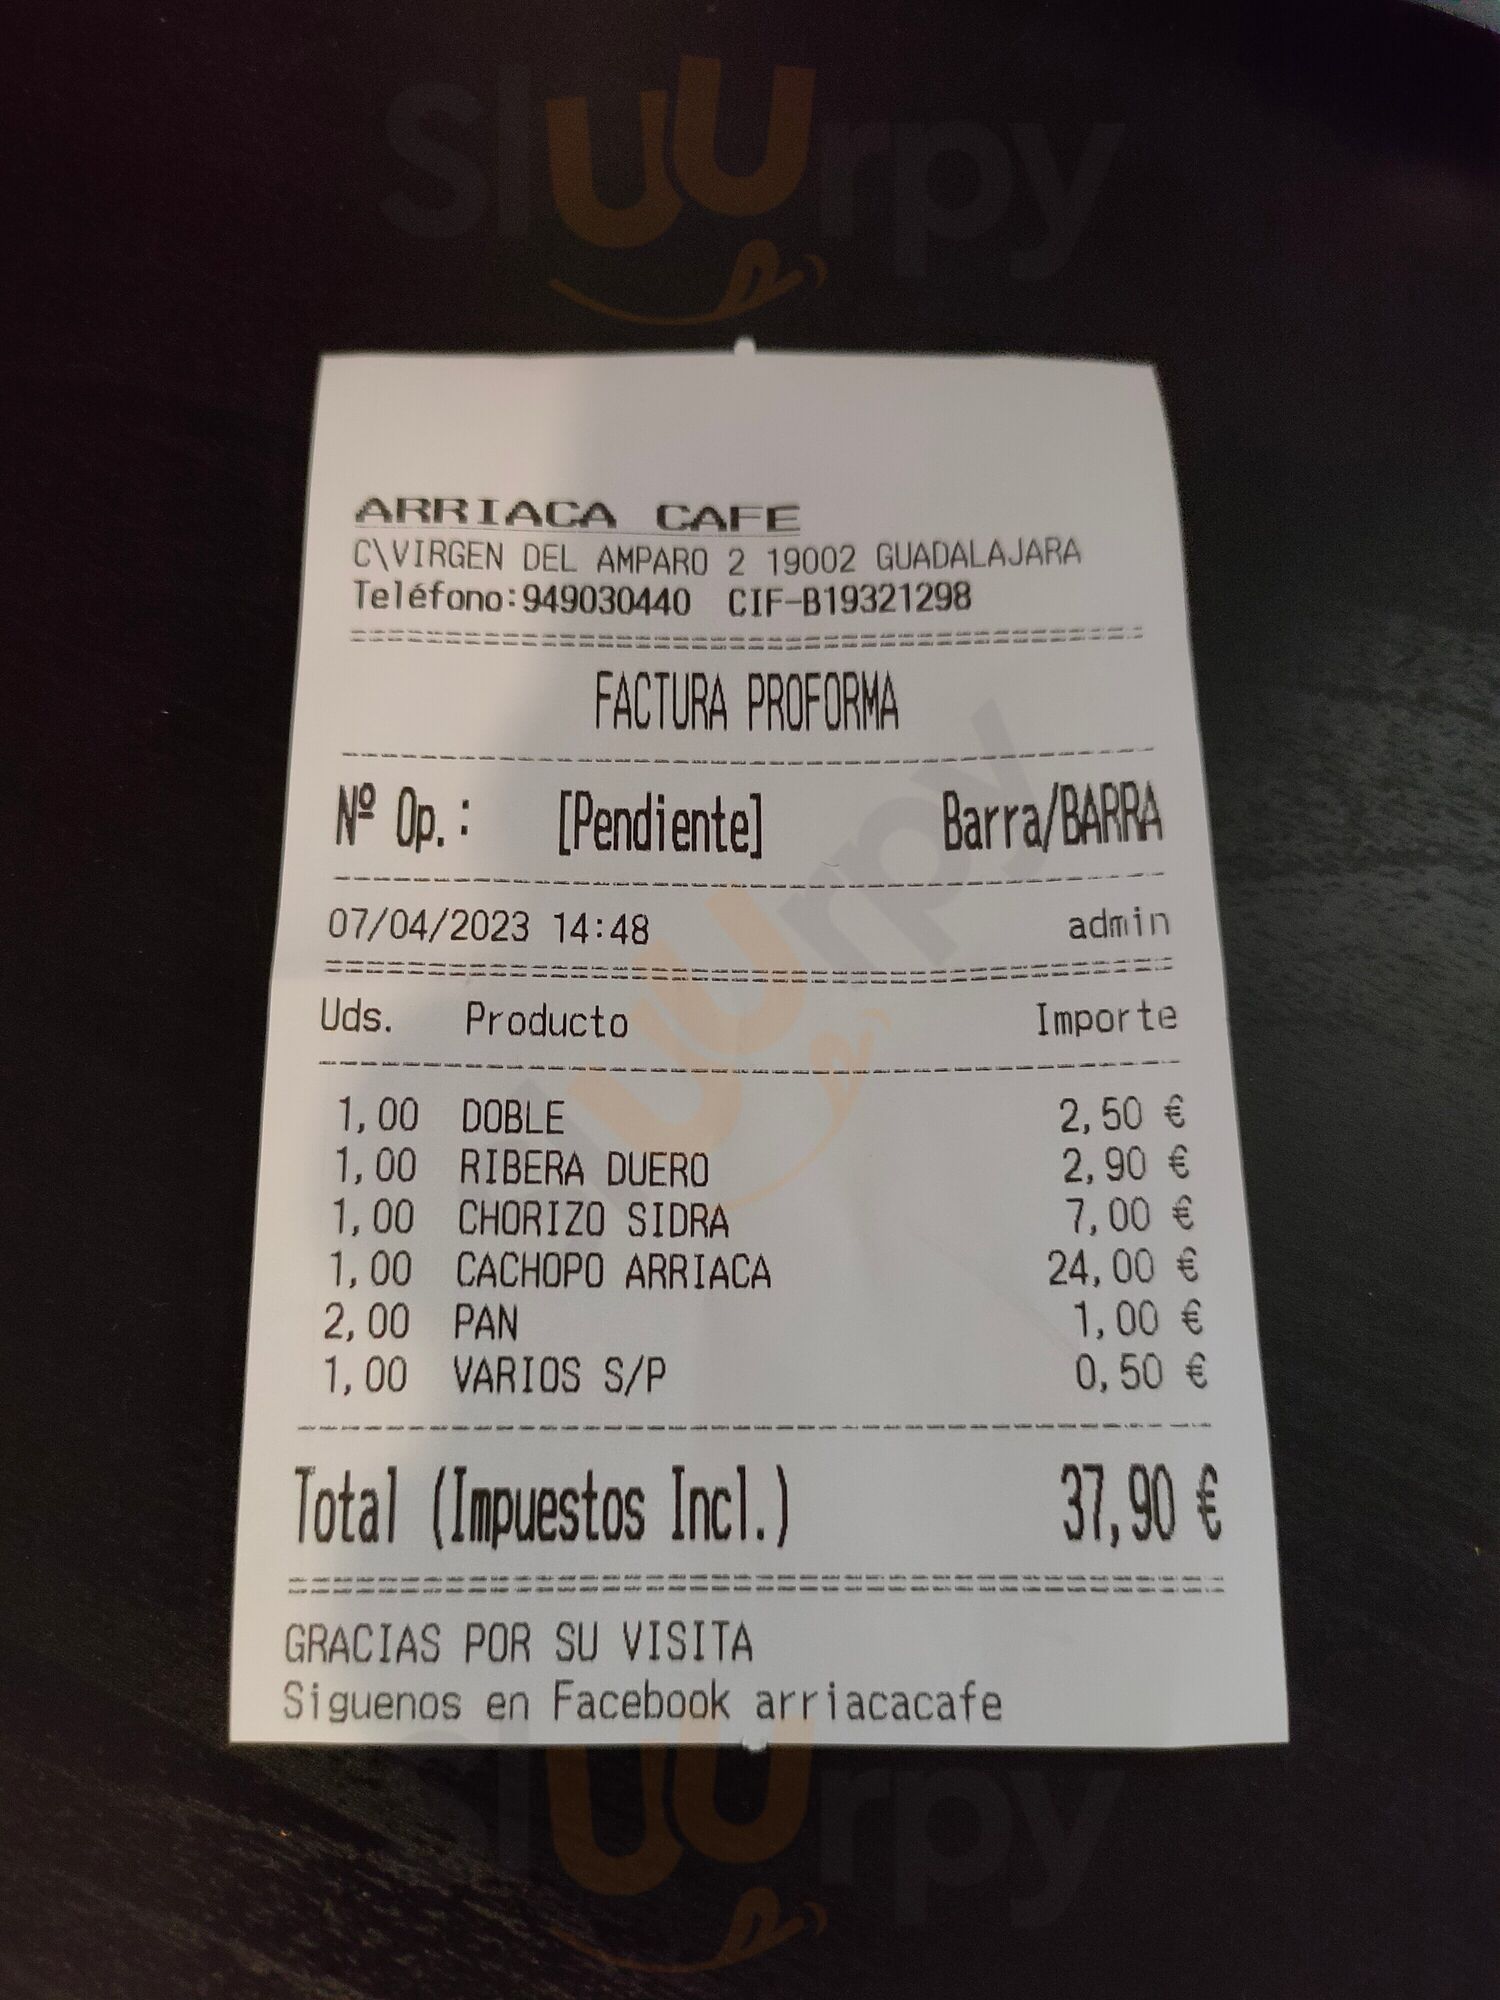 Sluurpy
ARRIACA CAFE
C\VIRGEN DEL AMPARO 2 19002 GUADALAJARA
Teléfono:949030440 CIF-B19321298
FACTURA PROFORMA
Nº Op.: [Pendiente] Barra/BARRA
07/04/2023 14:48 admin
Uds. Producto Importe
1,00 DOBLE 2,50 €
1,00 RIBERA DUERO 2,90 €
1,00 CHORIZO SIDRA 7,00 €
1,00 CACHOPO ARRIACA 24,00 €
2,00 PAN 1,00 €
1,00 VARIOS S/P 0,50 €
Total (Impuestos Incl.) 37,90 €
GRACIAS POR SU VISITA
Siguenos en Facebook arriacacafe
Sluurpy
Sluurpy